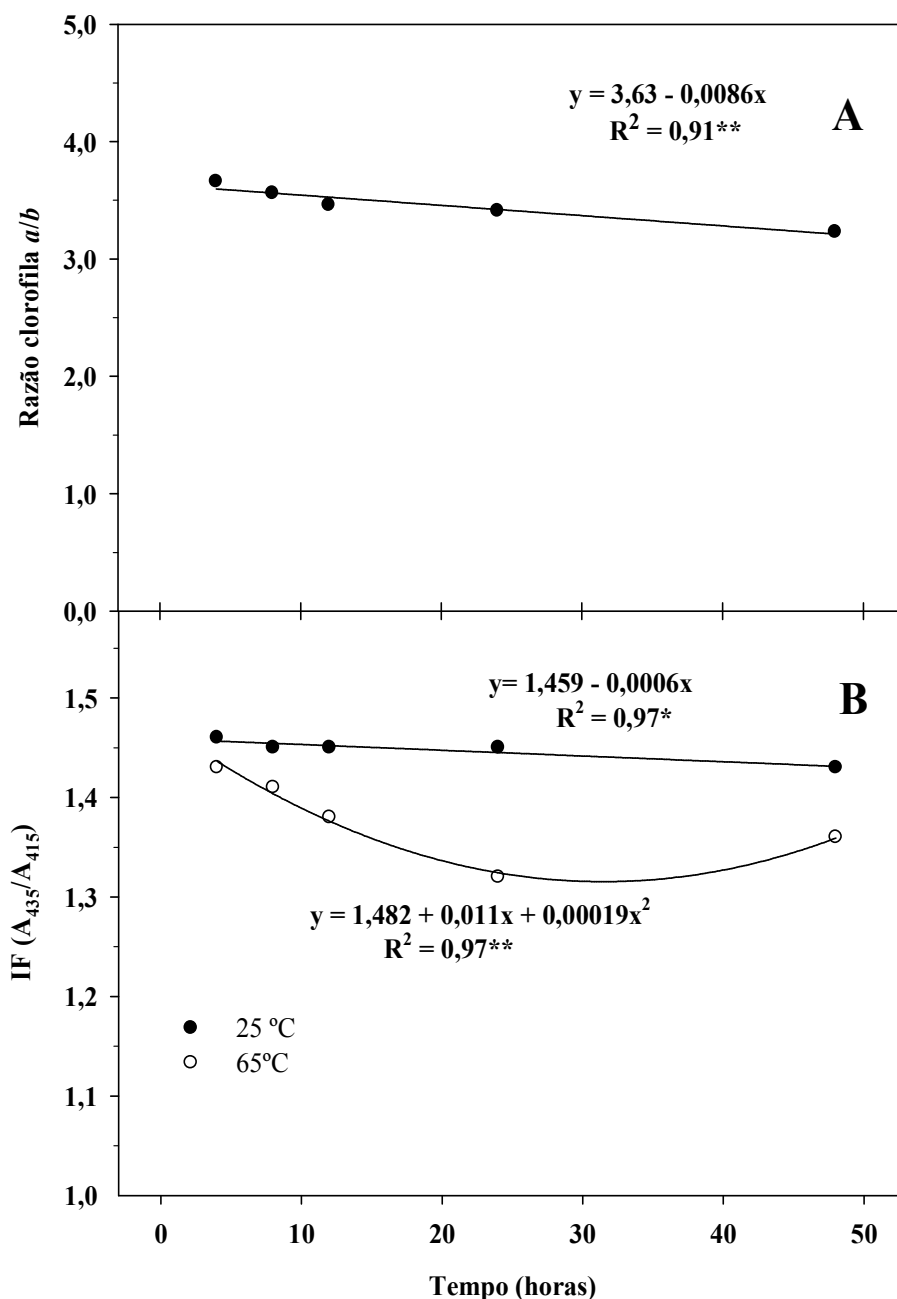 5,0
y = 3,63 - 0,0086x
A
R² = 0,91**
4,0
3,0
2,0
1,0
0,0
Razão clorofila a/b
1,5
y= 1,459 - 0,0006x
B
R² = 0,97*
1,4
1,3
y = 1,482 + 0,011x + 0,00019x²
R² = 0,97**
1,2
1,1
1,0
IF (A₄₃₅/A₄₁₅)
25 ºC
65ºC
0 10 20 30 40 50
Tempo (horas)